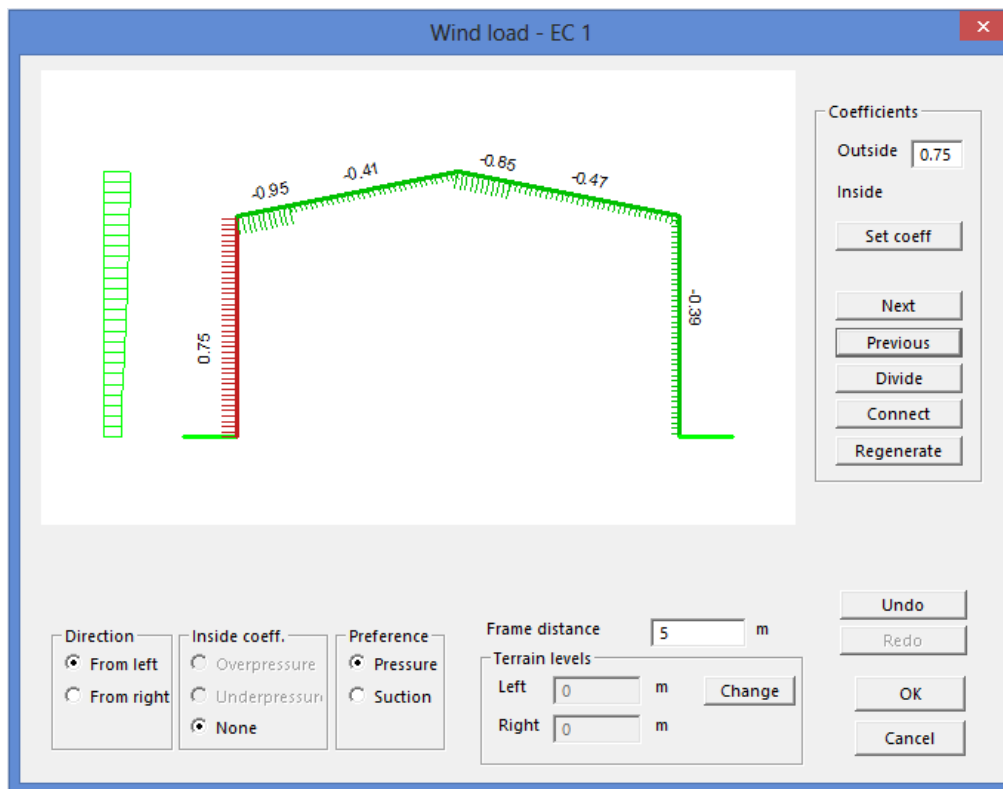 Wind load - EC 1
-0.95
-0.41
-0.85
-0.47
0.75
-0.39
Coefficients
Outside 0.75
Inside
Set coeff
Next
Previous
Divide
Connect
Regenerate
Direction
From left
From right
Inside coeff.
Overpressure
Underpressur
None
Preference
Pressure
Suction
Frame distance 5 m
Terrain levels
Left 0 m Change
Right 0 m
Undo
Redo
OK
Cancel